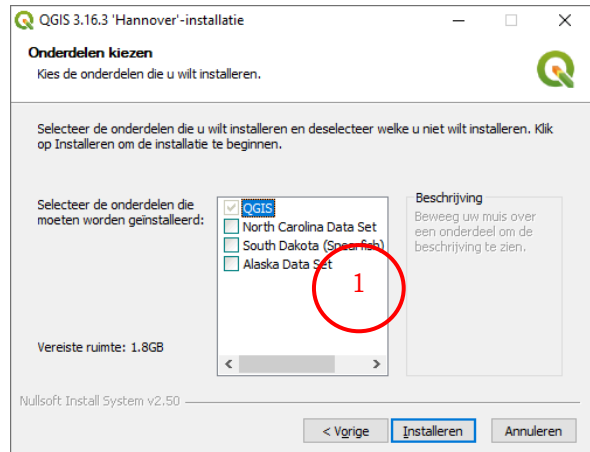 QGIS 3.16.3 'Hannover'-installatie
Onderdelen kiezen
Kies de onderdelen die u wilt installeren.
Selecteer de onderdelen die u wilt installeren en deselecteer welke u niet wilt installeren. Klik
op Installeren om de installatie te beginnen.
Selecteer de onderdelen die
moeten worden geïnstalleerd:
QGIS
North Carolina Data Set
South Dakota (Spearfish)
Alaska Data Set
1
Beschrijving
Beweeg uw muis over
een onderdeel om de
beschrijving te zien.
Vereiste ruimte: 1.8GB
Nullsoft Install System v2.50
< Vorige
Installeren
Annuleren